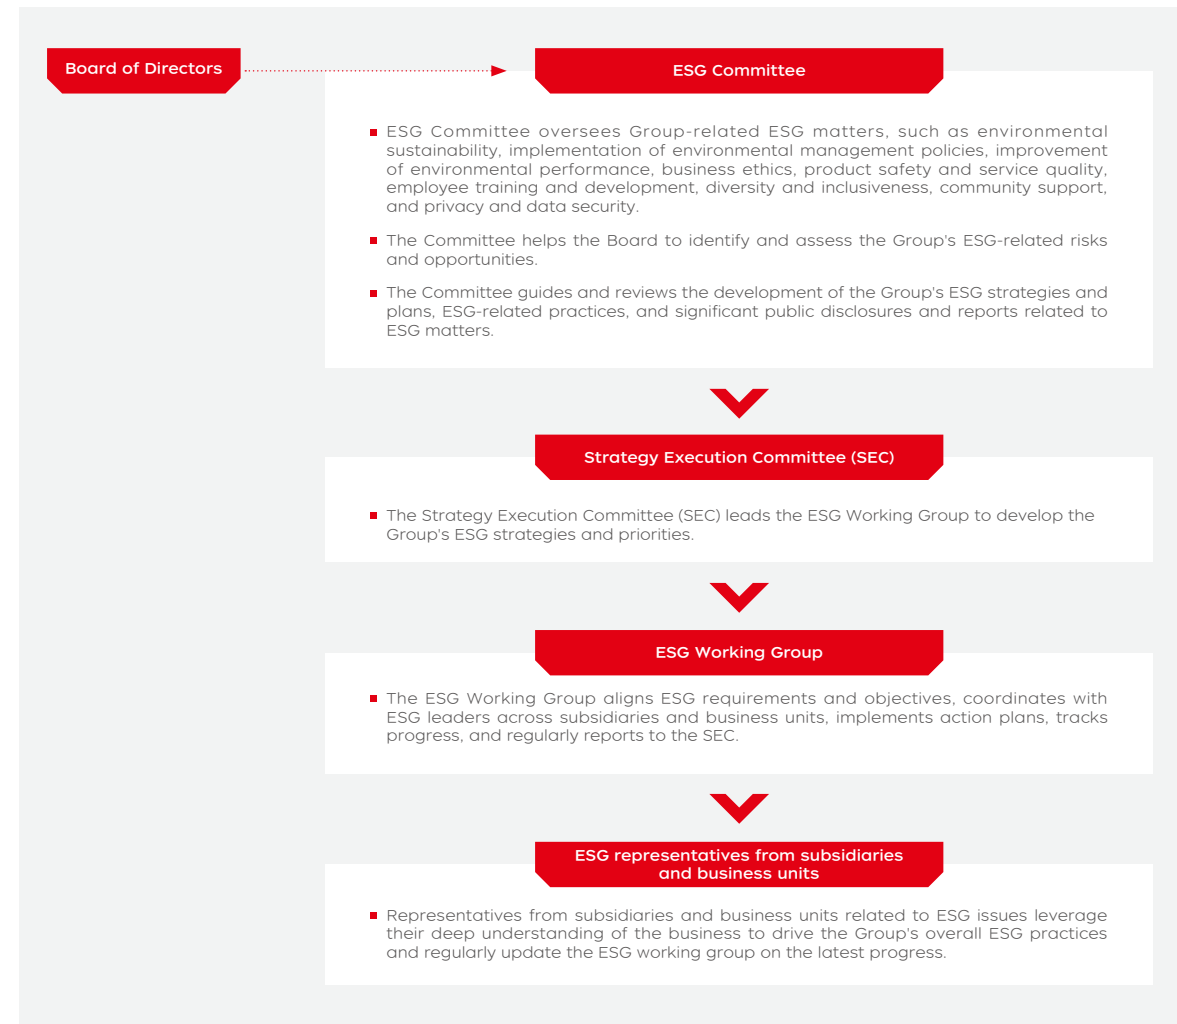 Board of Directors
ESG Committee
ESG Committee oversees Group-related ESG matters, such as environmental
sustainability, implementation of environmental management policies, improvement
of environmental performance, business ethics, product safety and service quality,
employee training and development, diversity and inclusiveness, community support,
and privacy and data security.
The Committee helps the Board to identify and assess the Group's ESG-related risks
and opportunities.
The Committee guides and reviews the development of the Group's ESG strategies and
plans, ESG-related practices, and significant public disclosures and reports related to
ESG matters.
Strategy Execution Committee (SEC)
The Strategy Execution Committee (SEC) leads the ESG Working Group to develop the
Group's ESG strategies and priorities.
ESG Working Group
The ESG Working Group aligns ESG requirements and objectives, coordinates with
ESG leaders across subsidiaries and business units, implements action plans, tracks
progress, and regularly reports to the SEC.
ESG representatives from subsidiaries
and business units
Representatives from subsidiaries and business units related to ESG issues leverage
their deep understanding of the business to drive the Group's overall ESG practices
and regularly update the ESG working group on the latest progress.